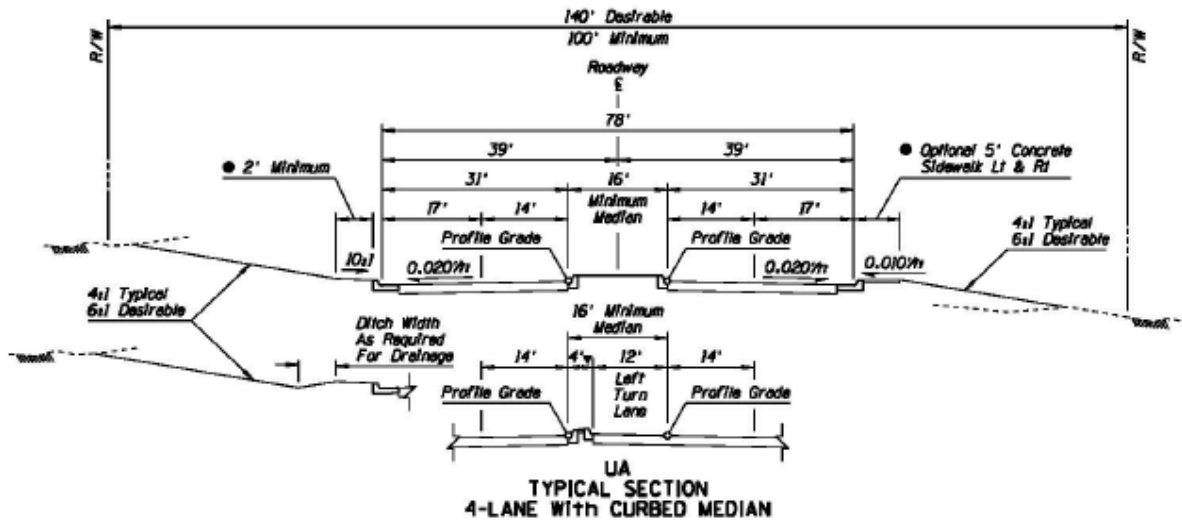 140' Desirable
100' Minimum
R/W
R/W
Roadway
℄
78'
39'
39'
● 2' Minimum
● Optional 5' Concrete
Sidewalk Lt & Rt
31'
16'
31'
Minimum
Median
17'
14'
14'
17'
4:1 Typical
6:1 Desirable
Profile Grade
Profile Grade
10:1
0.020'/ft
0.020'/ft
0.010'/ft
4:1 Typical
6:1 Desirable
16' Minimum
Median
Ditch Width
As Required
For Drainage
14'
4'
12'
14'
Left
Turn
Lane
Profile Grade
Profile Grade
UA
TYPICAL SECTION
4-LANE With CURBED MEDIAN